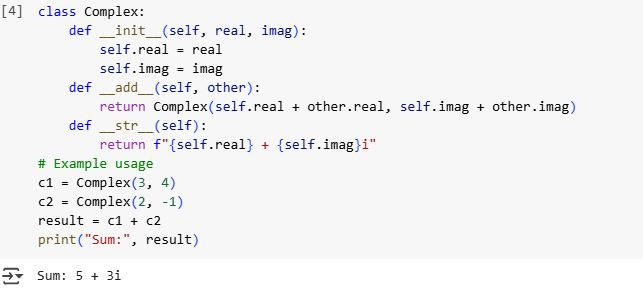 [4] class Complex:
    def __init__(self, real, imag):
        self.real = real
        self.imag = imag
    def __add__(self, other):
        return Complex(self.real + other.real, self.imag + other.imag)
    def __str__(self):
        return f"{self.real} + {self.imag}i"
# Example usage
c1 = Complex(3, 4)
c2 = Complex(2, -1)
result = c1 + c2
print("Sum:", result)
Sum: 5 + 3i